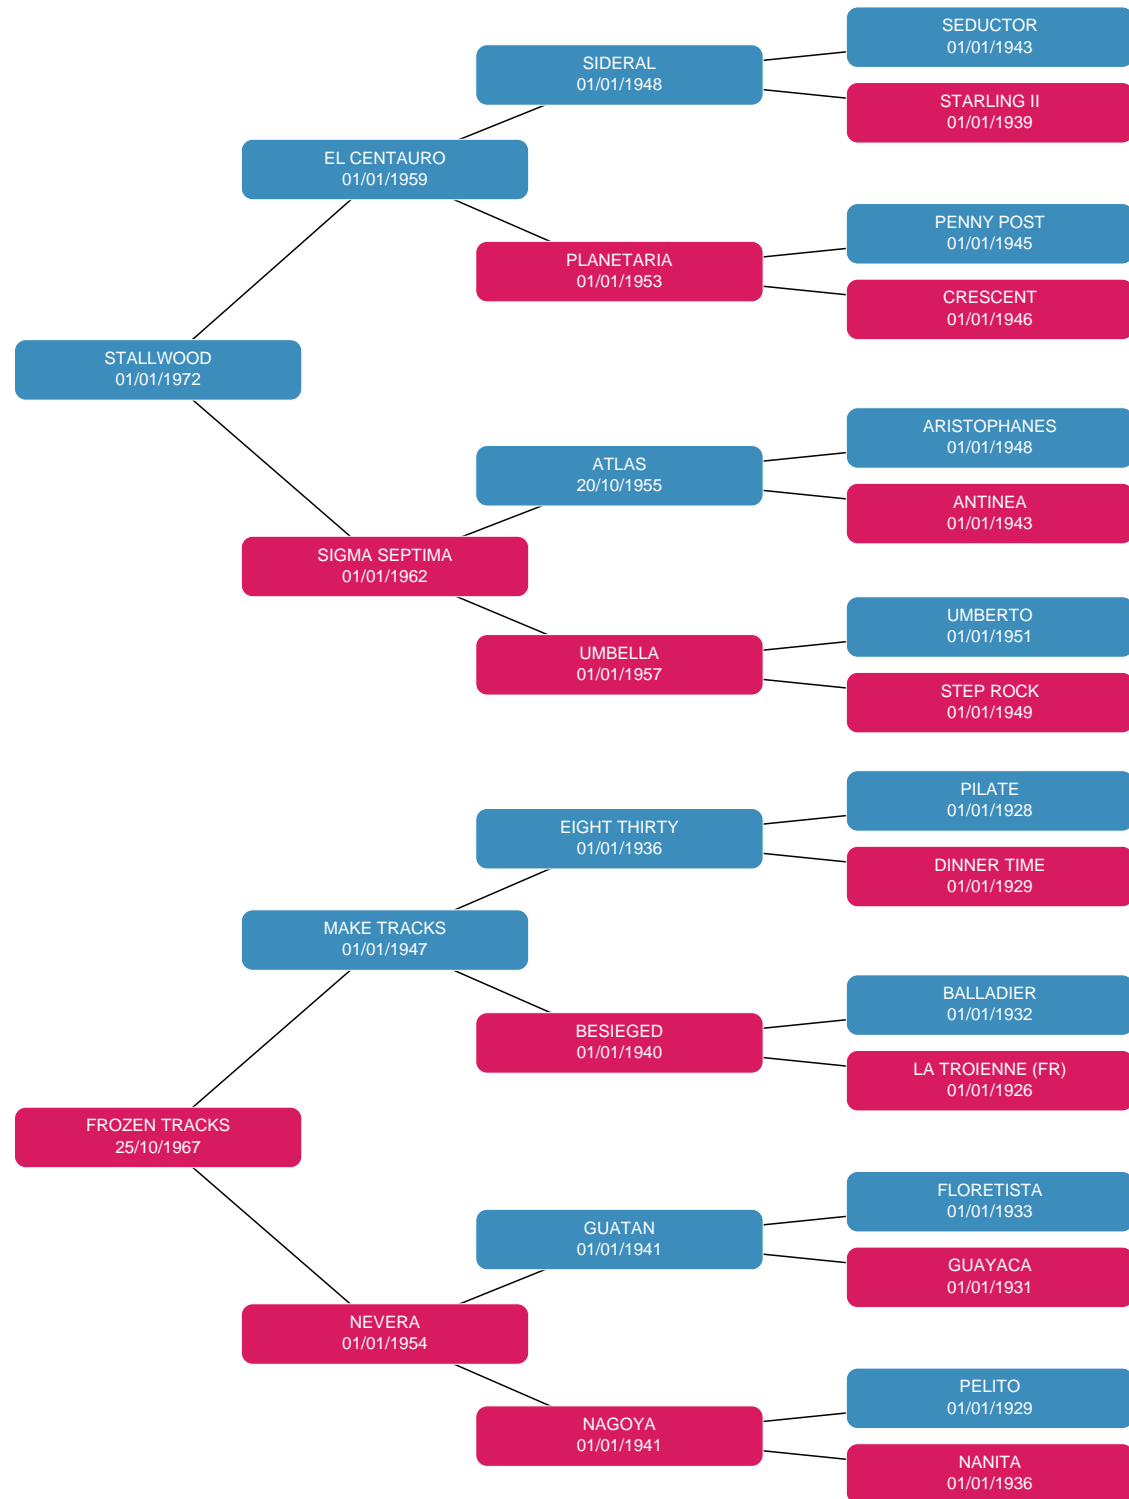 SEDUCTOR
01/01/1943
SIDERAL
01/01/1948
STARLING II
01/01/1939
EL CENTAURO
01/01/1959
PENNY POST
01/01/1945
PLANETARIA
01/01/1953
CRESCENT
01/01/1946
STALLWOOD
01/01/1972
ARISTOPHANES
01/01/1948
ATLAS
20/10/1955
ANTINEA
01/01/1943
SIGMA SEPTIMA
01/01/1962
UMBERTO
01/01/1951
UMBELLA
01/01/1957
STEP ROCK
01/01/1949
PILATE
01/01/1928
EIGHT THIRTY
01/01/1936
DINNER TIME
01/01/1929
MAKE TRACKS
01/01/1947
BALLADIER
01/01/1932
BESIEGED
01/01/1940
LA TROIENNE (FR)
01/01/1926
FROZEN TRACKS
25/10/1967
FLORETISTA
01/01/1933
GUATAN
01/01/1941
GUAYACA
01/01/1931
NEVERA
01/01/1954
PELITO
01/01/1929
NAGOYA
01/01/1941
NANITA
01/01/1936